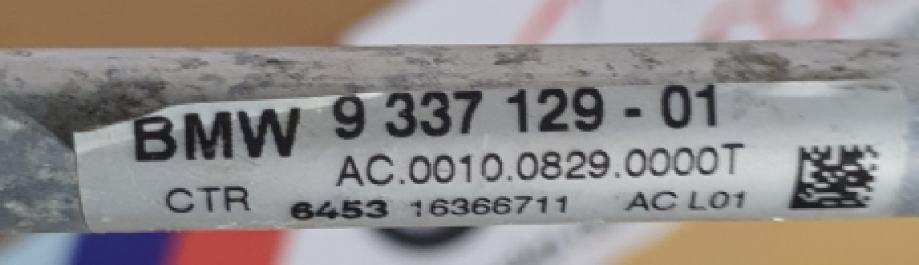 BMW 9 337 129 - 01
AC.0010.0829.0000T
CTR 6453 16366711 AC L01